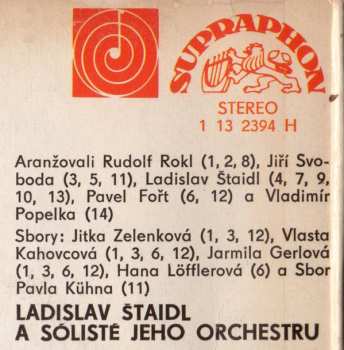 SUPRAPHON
STEREO
1 13 2394 H
Aranžovali Rudolf Rokl (1, 2, 8), Jiří Svo-
boda (3, 5, 11), Ladislav Štaidl (4, 7, 9,
10, 13), Pavel Fořt (6, 12) a Vladimír
Popelka (14)
Sbory: Jitka Zelenková (1, 3, 12), Vlasta
Kahovcová (1, 3, 6, 12), Jarmila Gerlová
(1, 3, 6, 12), Hana Löfflerová (6) a Sbor
Pavla Kühna (11)
LADISLAV ŠTAIDL
A SÓLISTÉ JEHO ORCHESTRU